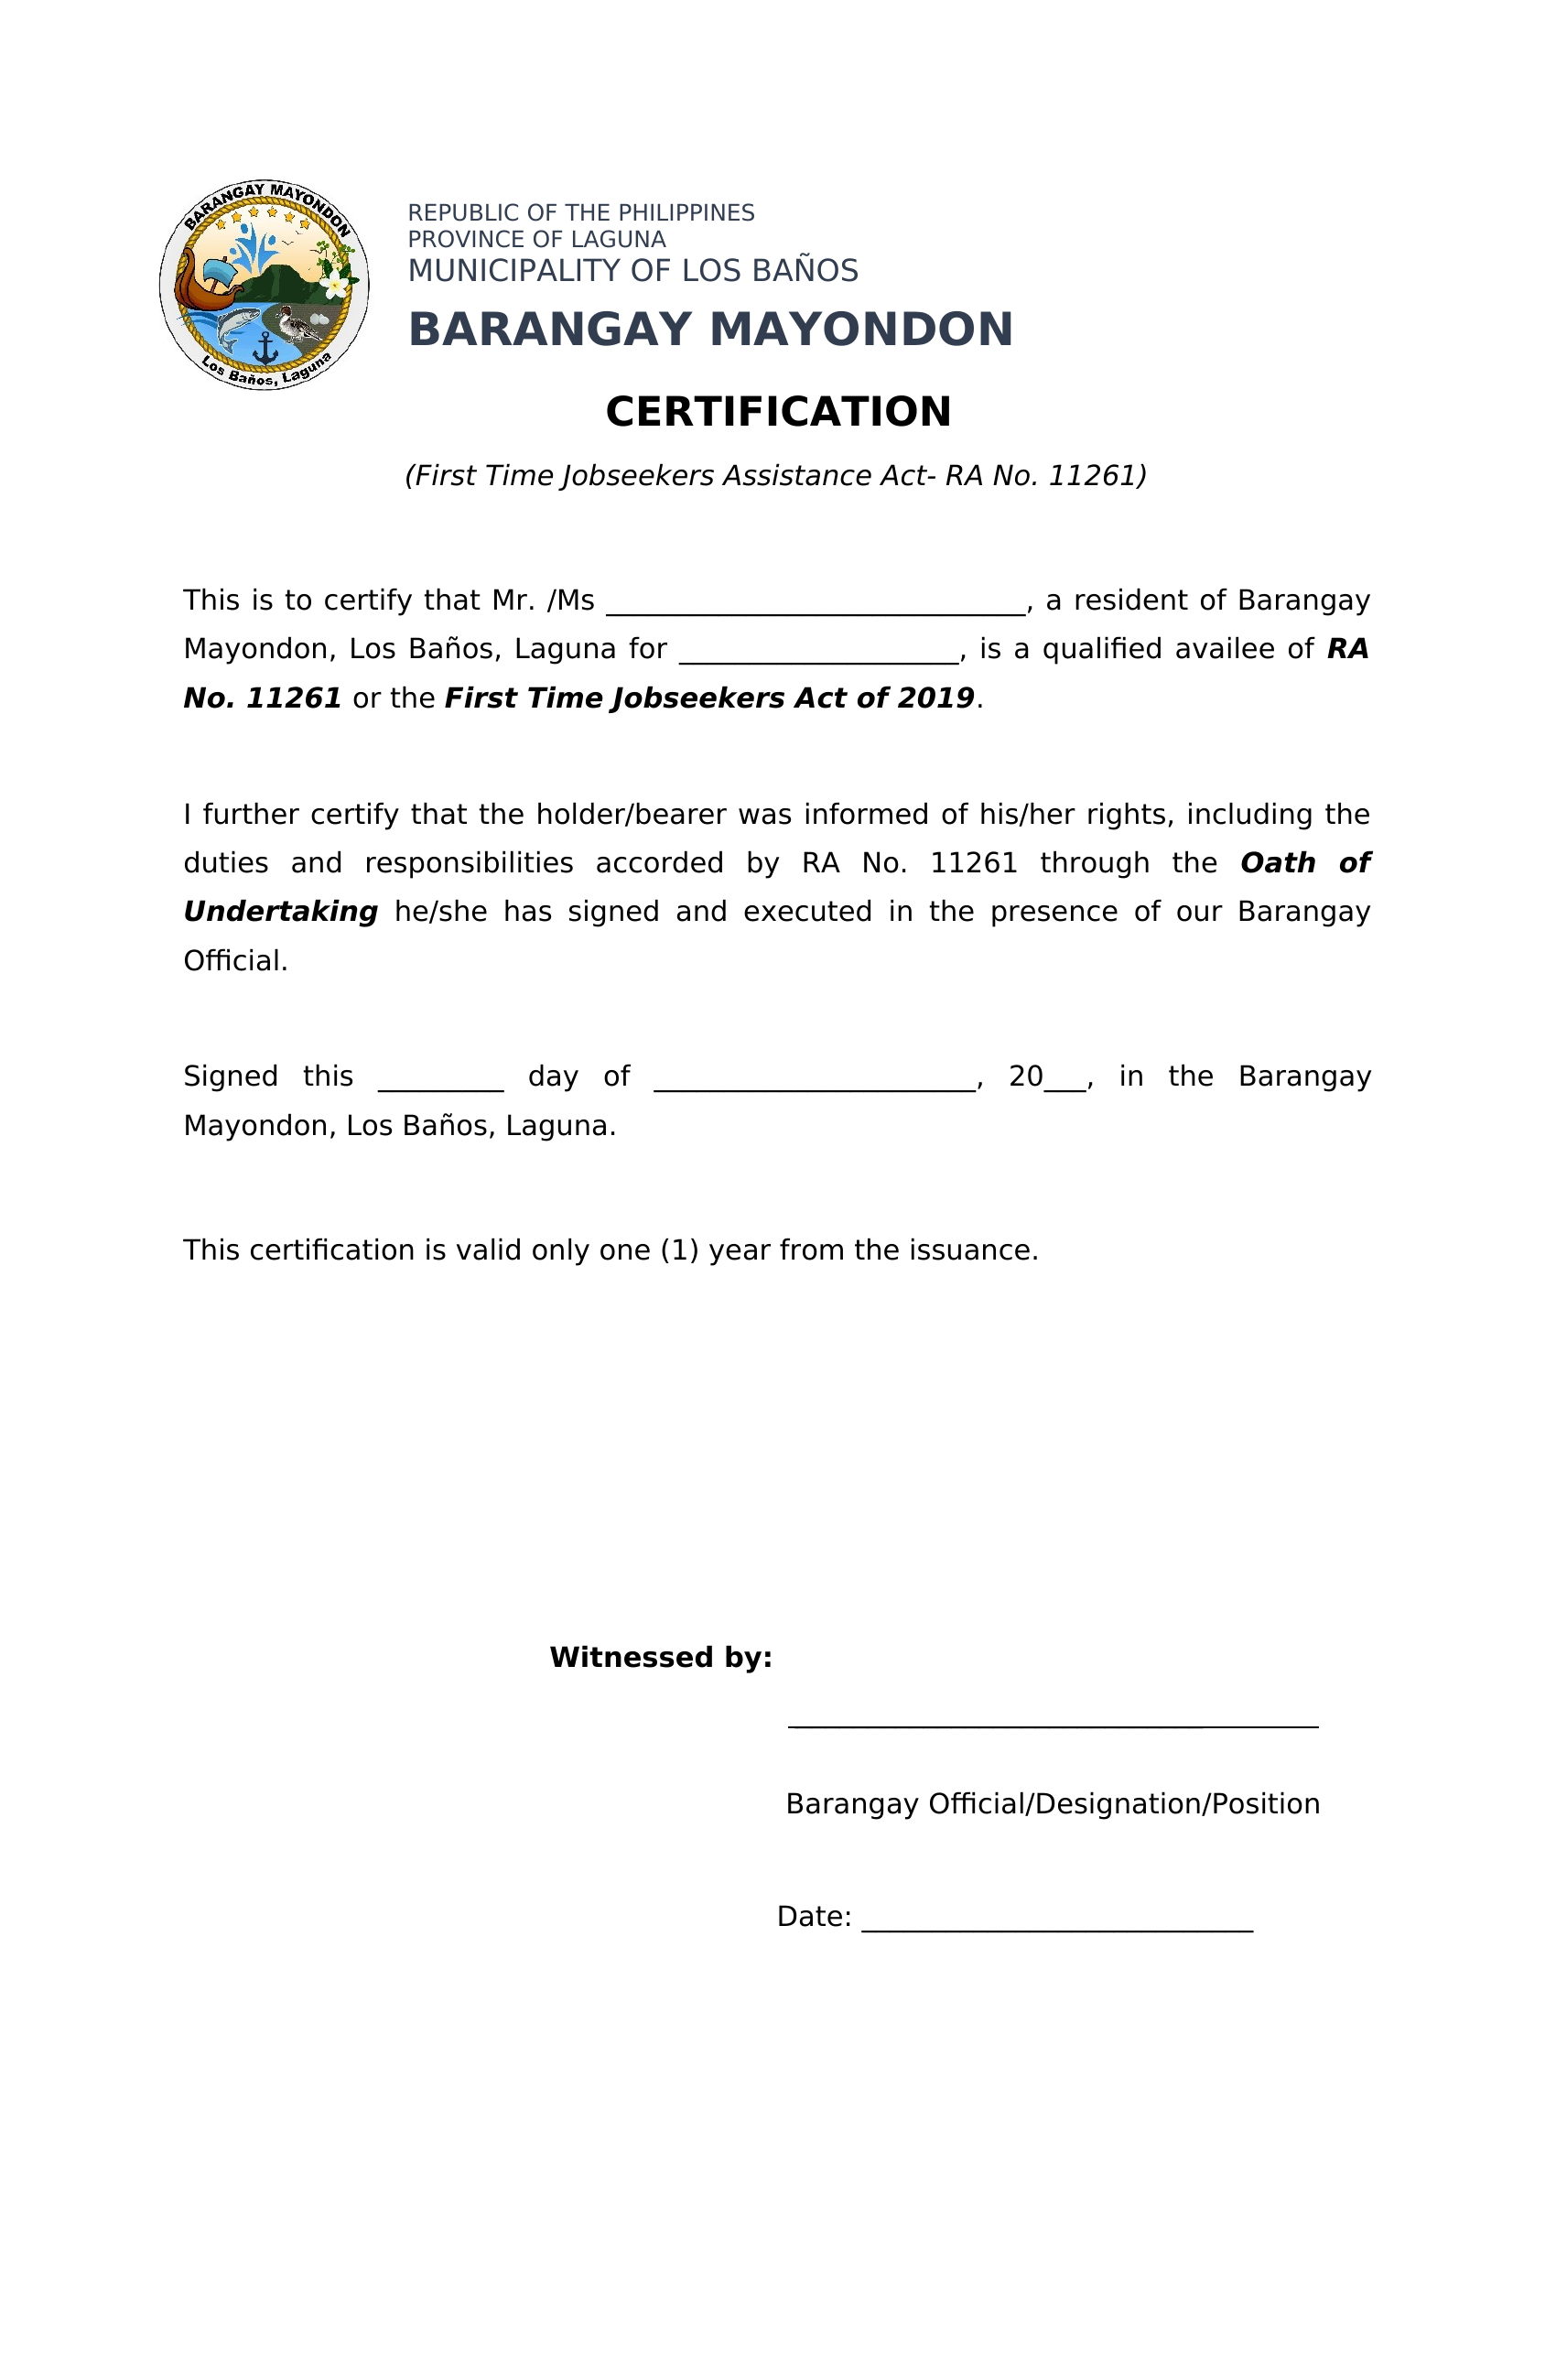 BARANGAY MAYONDON
Los Baños, Laguna
REPUBLIC OF THE PHILIPPINES
PROVINCE OF LAGUNA
MUNICIPALITY OF LOS BAÑOS
BARANGAY MAYONDON
CERTIFICATION
(First Time Jobseekers Assistance Act- RA No. 11261)
This is to certify that Mr. /Ms ______________________________, a resident of Barangay
Mayondon, Los Baños, Laguna for ____________________, is a qualified availee of RA
No. 11261 or the First Time Jobseekers Act of 2019.
I further certify that the holder/bearer was informed of his/her rights, including the
duties and responsibilities accorded by RA No. 11261 through the Oath of
Undertaking he/she has signed and executed in the presence of our Barangay
Official.
Signed this _________ day of _______________________, 20___, in the Barangay
Mayondon, Los Baños, Laguna.
This certification is valid only one (1) year from the issuance.
Witnessed by:
______________________________________
Barangay Official/Designation/Position
Date: ____________________________